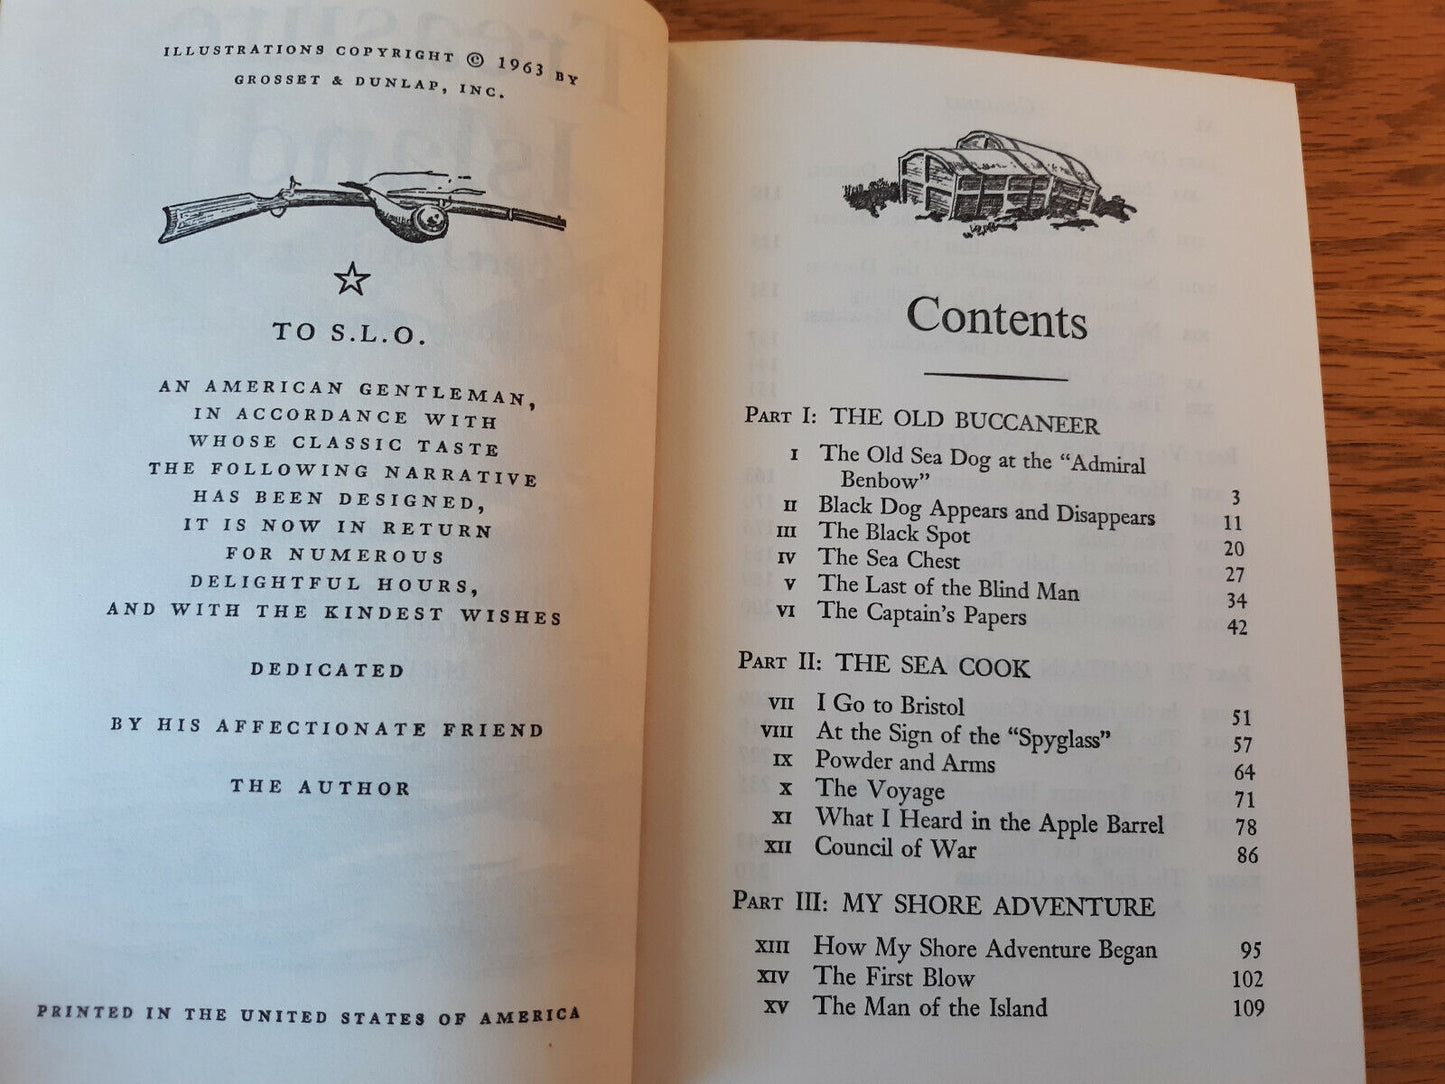 ILLUSTRATIONS COPYRIGHT © 1963 BY
GROSSET & DUNLAP, INC.
TO S.L.O.
AN AMERICAN GENTLEMAN,
IN ACCORDANCE WITH
WHOSE CLASSIC TASTE
THE FOLLOWING NARRATIVE
HAS BEEN DESIGNED,
IT IS NOW IN RETURN
FOR NUMEROUS
DELIGHTFUL HOURS,
AND WITH THE KINDEST WISHES
DEDICATED
BY HIS AFFECTIONATE FRIEND
THE AUTHOR
PRINTED IN THE UNITED STATES OF AMERICA
Contents
PART I: THE OLD BUCCANEER
I The Old Sea Dog at the “Admiral
Benbow” 3
II Black Dog Appears and Disappears 11
III The Black Spot 20
IV The Sea Chest 27
V The Last of the Blind Man 34
VI The Captain’s Papers 42
PART II: THE SEA COOK
VII I Go to Bristol 51
VIII At the Sign of the “Spyglass” 57
IX Powder and Arms 64
X The Voyage 71
XI What I Heard in the Apple Barrel 78
XII Council of War 86
PART III: MY SHORE ADVENTURE
XIII How My Shore Adventure Began 95
XIV The First Blow 102
XV The Man of the Island 109